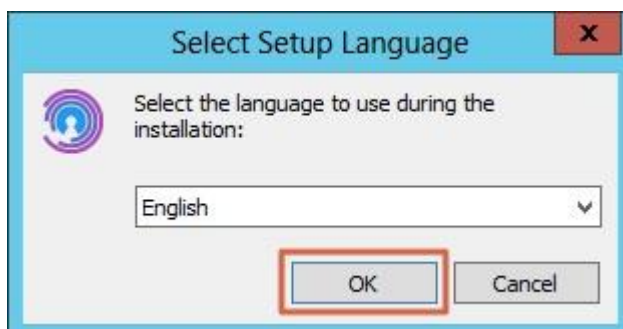 Select Setup Language
Select the language to use during the
installation:
English
OK
Cancel